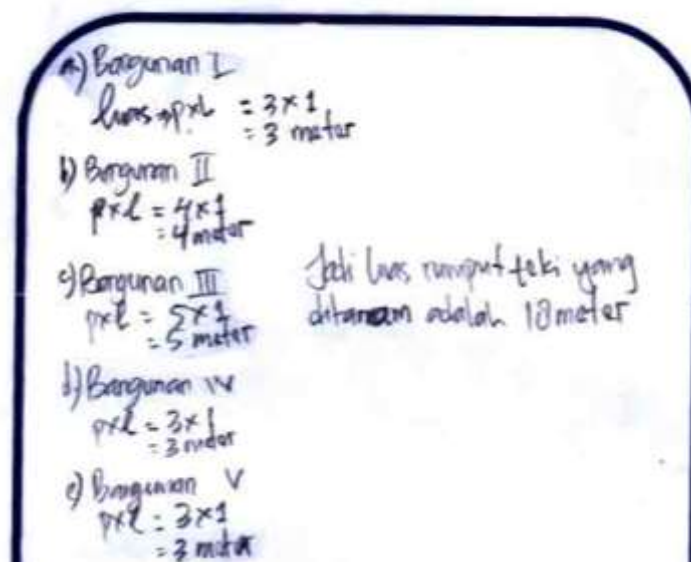 a.) Bangunan I
luas → p x l = 3 x 1
= 3 meter
b) Bangunan II
p x l = 4 x 1
= 4 meter
c) Bangunan III
p x l = 5 x 1
= 5 meter
Jadi luas rumput teki yang
ditanam adalah 18 meter
d) Bangunan IV
p x l = 3 x 1
= 3 meter
e) Bangunan V
p x l = 3 x 1
= 3 meter